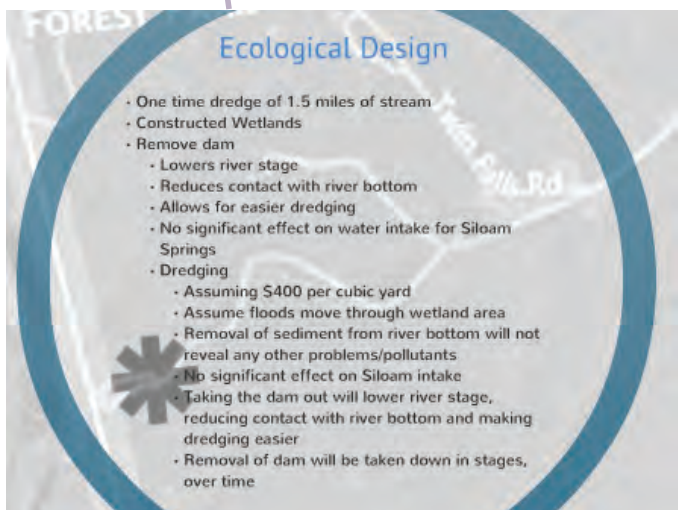 FOREST
Ecological Design
· One time dredge of 1.5 miles of stream
· Constructed Wetlands
· Remove dam
· Lowers river stage
· Reduces contact with river bottom
· Allows for easier dredging
· No significant effect on water intake for Siloam
Springs
· Dredging
· Assuming $400 per cubic yard
· Assume floods move through wetland area
· Removal of sediment from river bottom will not
reveal any other problems/pollutants
· No significant effect on Siloam intake
· Taking the dam out will lower river stage,
reducing contact with river bottom and making
dredging easier
· Removal of dam will be taken down in stages,
over time
Twin Falls Rd